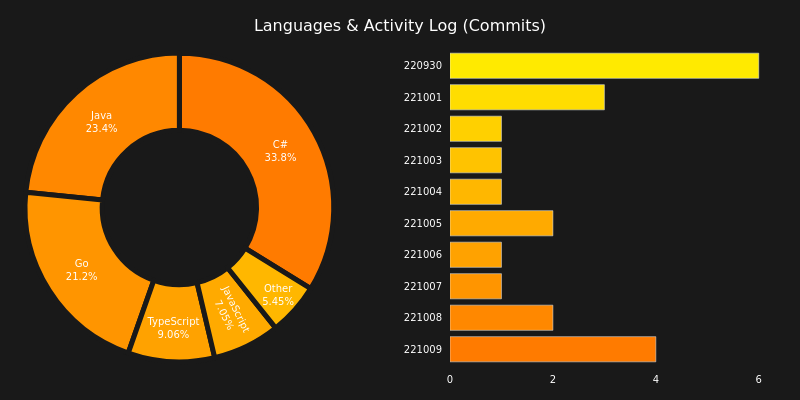 Languages & Activity Log (Commits)
Java
23.4%
C#
33.8%
Go
21.2%
TypeScript
9.06%
JavaScript
7.05%
Other
5.45%
220930
221001
221002
221003
221004
221005
221006
221007
221008
221009
0
2
4
6